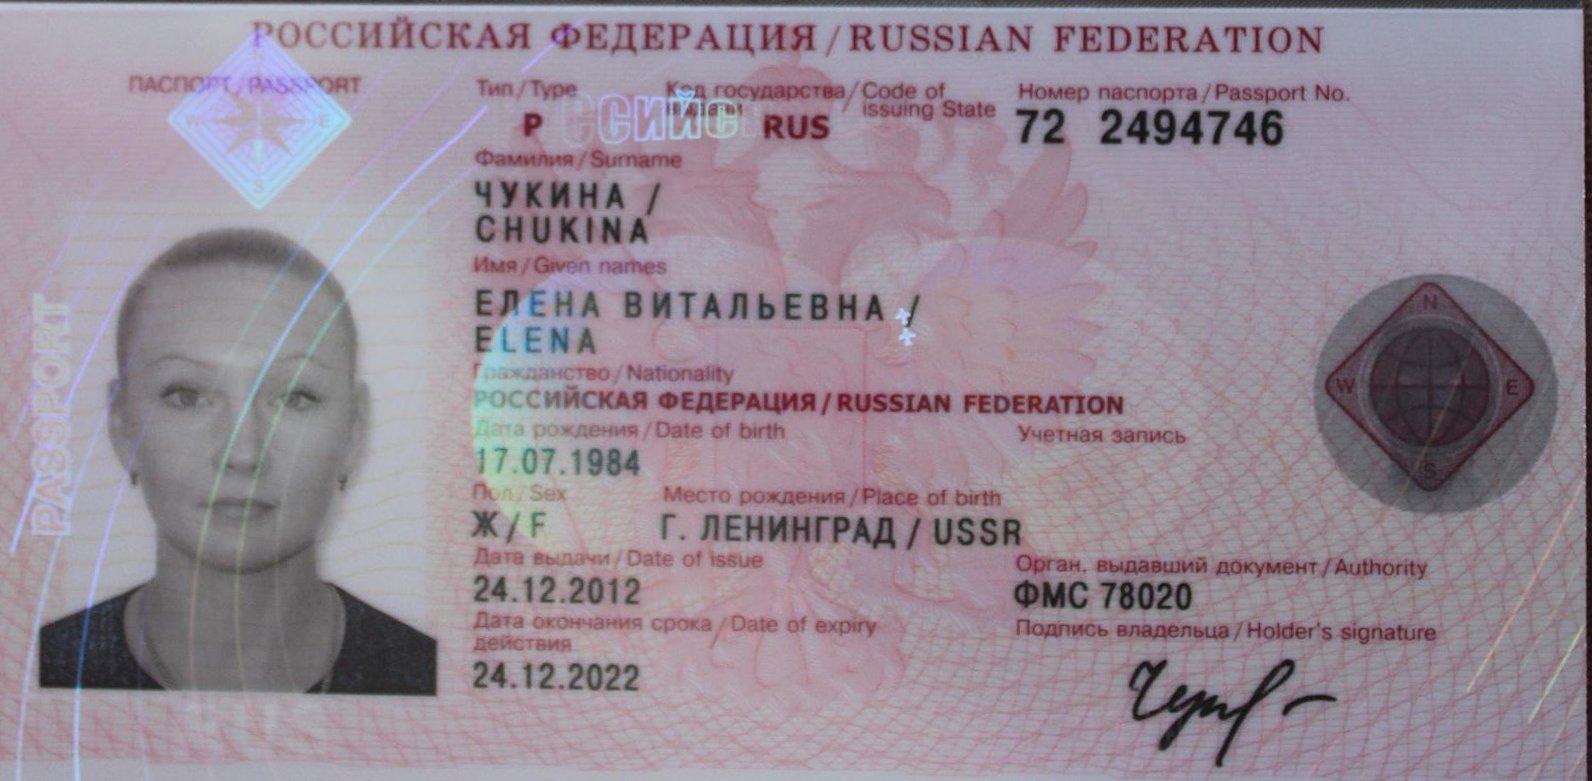 РОССИЙСКАЯ ФЕДЕРАЦИЯ / RUSSIAN FEDERATION
ПАСПОРТ / PASSPORT
Тип / Type
Код государства / Code of
выдачи issuing State
Номер паспорта / Passport No.
P
RUS
72 2494746
Фамилия / Surname
ЧУКИНА /
CHUKINA
Имя / Given names
ЕЛЕНА ВИТАЛЬЕВНА /
ELENA
Гражданство / Nationality
РОССИЙСКАЯ ФЕДЕРАЦИЯ / RUSSIAN FEDERATION
Дата рождения / Date of birth
Учетная запись
17.07.1984
Пол / Sex
Место рождения / Place of birth
Ж / F
Г. ЛЕНИНГРАД / USSR
Дата выдачи / Date of issue
Орган, выдавший документ / Authority
24.12.2012
ФМС 78020
Дата окончания срока / Date of expiry
действия
Подпись владельца / Holder's signature
24.12.2022
PASSPORT
N
W E
S
W E
S